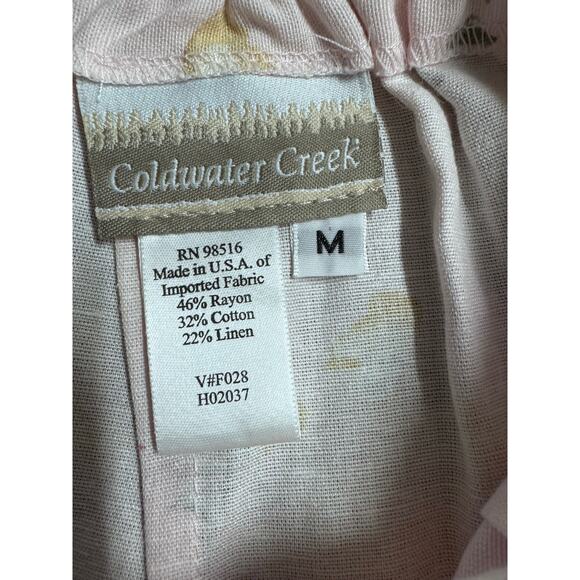 Coldwater Creek
M
RN 98516
Made in U.S.A. of
Imported Fabric
46% Rayon
32% Cotton
22% Linen
V#F028
H02037